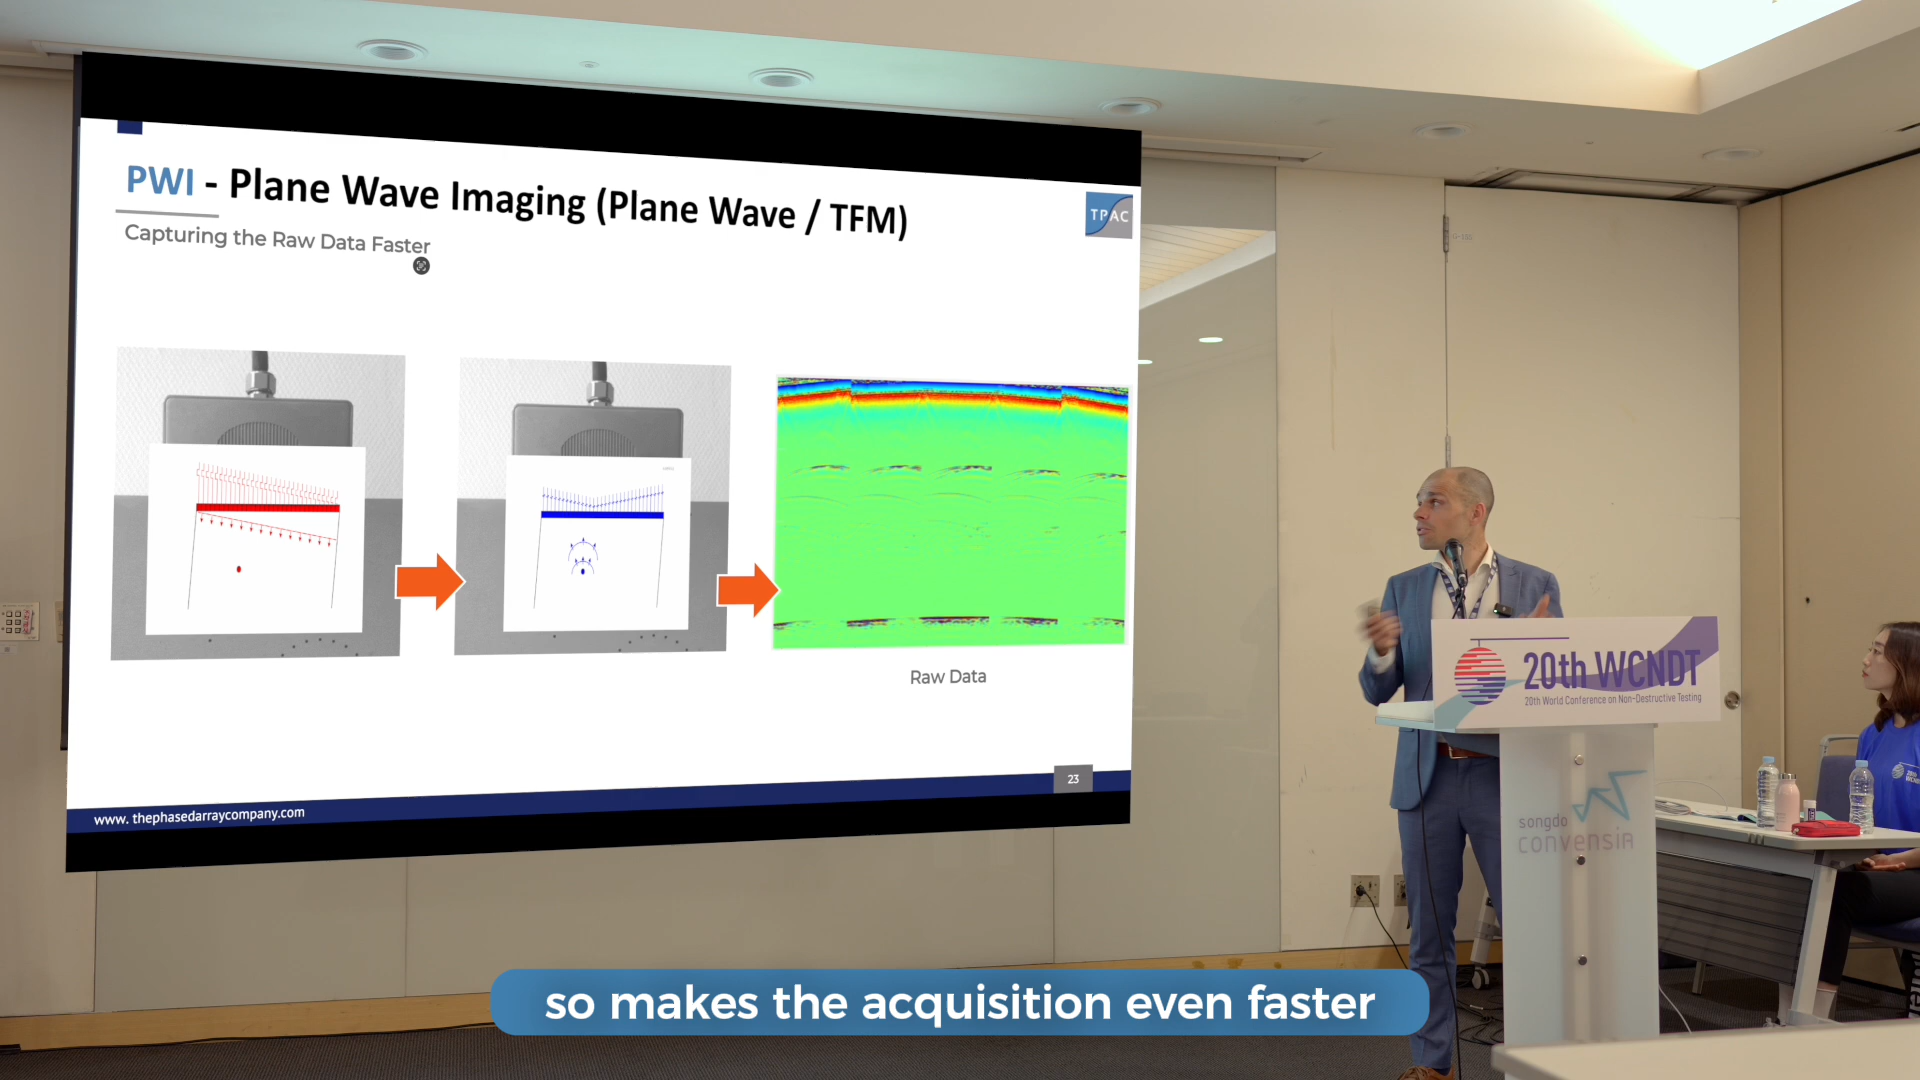 PWI - Plane Wave Imaging (Plane Wave / TFM)
TPAC
Capturing the Raw Data Faster
Raw Data
23
www. thephasedarraycompany.com
20th WCNDT
20th World Conference on Non-Destructive Testing
songdo
convensia
so makes the acquisition even faster